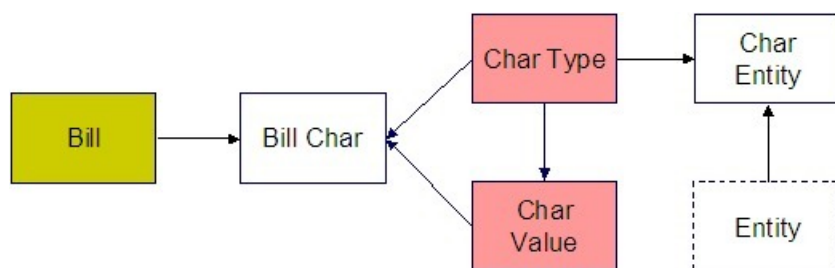 Bill
Bill Char
Char Type
Char
Entity
Char
Value
Entity